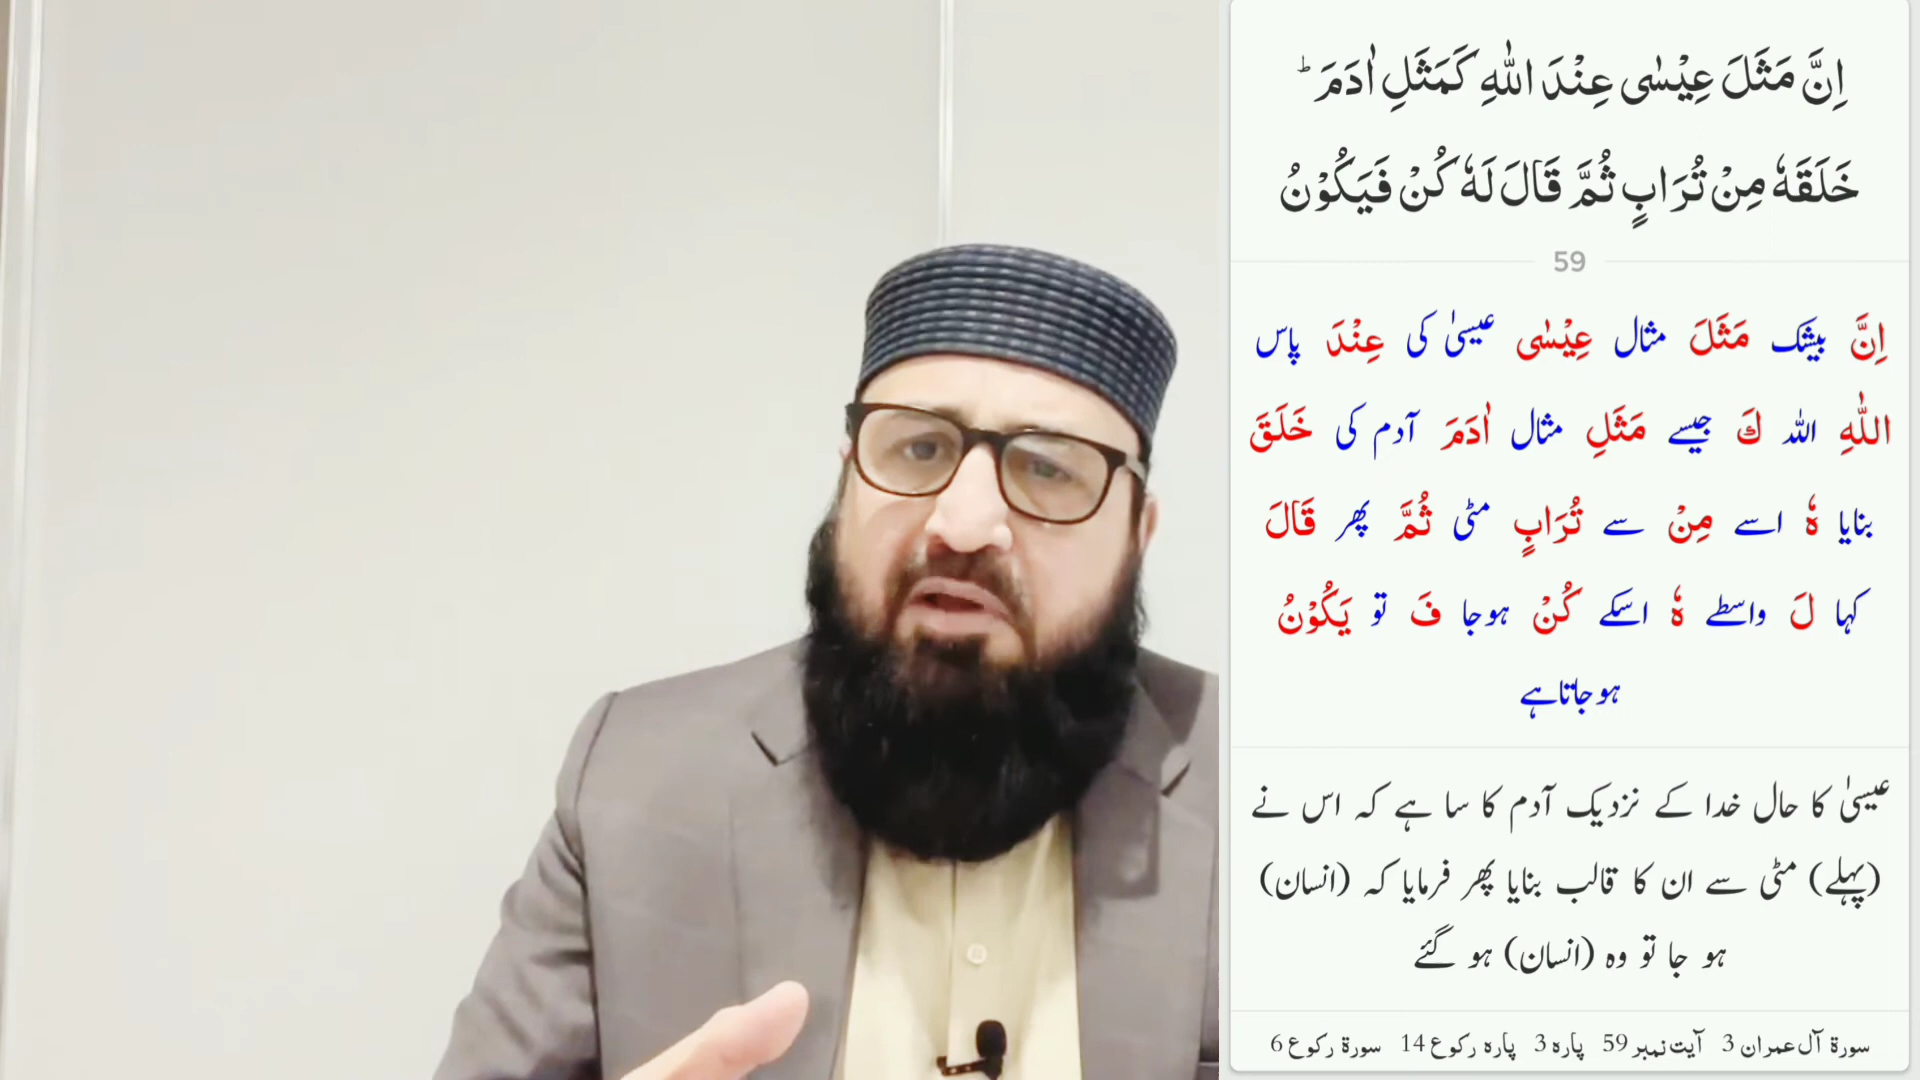 اِنَّ مَثَلَ عِيْسٰى عِنْدَ اللّٰهِ كَمَثَلِ اٰدَمَ ؕ
خَلَقَهٗ مِنْ تُرَابٍ ثُمَّ قَالَ لَهٗ كُنْ فَيَكُوْنُ
59
اِنَّ بیشک مَثَلَ مثال عِيْسٰى عیسیٰ کی عِنْدَ پاس
اللّٰهِ اللہ كَ جیسے مَثَلِ مثال اٰدَمَ آدم کی خَلَقَ
بنایا هٗ اسے مِنْ سے تُرَابٍ مٹی ثُمَّ پھر قَالَ
کہا لَ واسطے هٗ اسکے كُنْ ہوجا فَ تو يَكُوْنُ
ہوجاتاہے
عیسیٰ کا حال خدا کے نزدیک آدم کا سا ہے کہ اس نے
(پہلے) مٹی سے ان کا قالب بنایا پھر فرمایا کہ (انسان)
ہو جا تو وہ (انسان) ہو گئے
سورۃ آل عمران 3 آیت نمبر 59 پارہ 3 پارہ رکوع 14 سورۃ رکوع 6